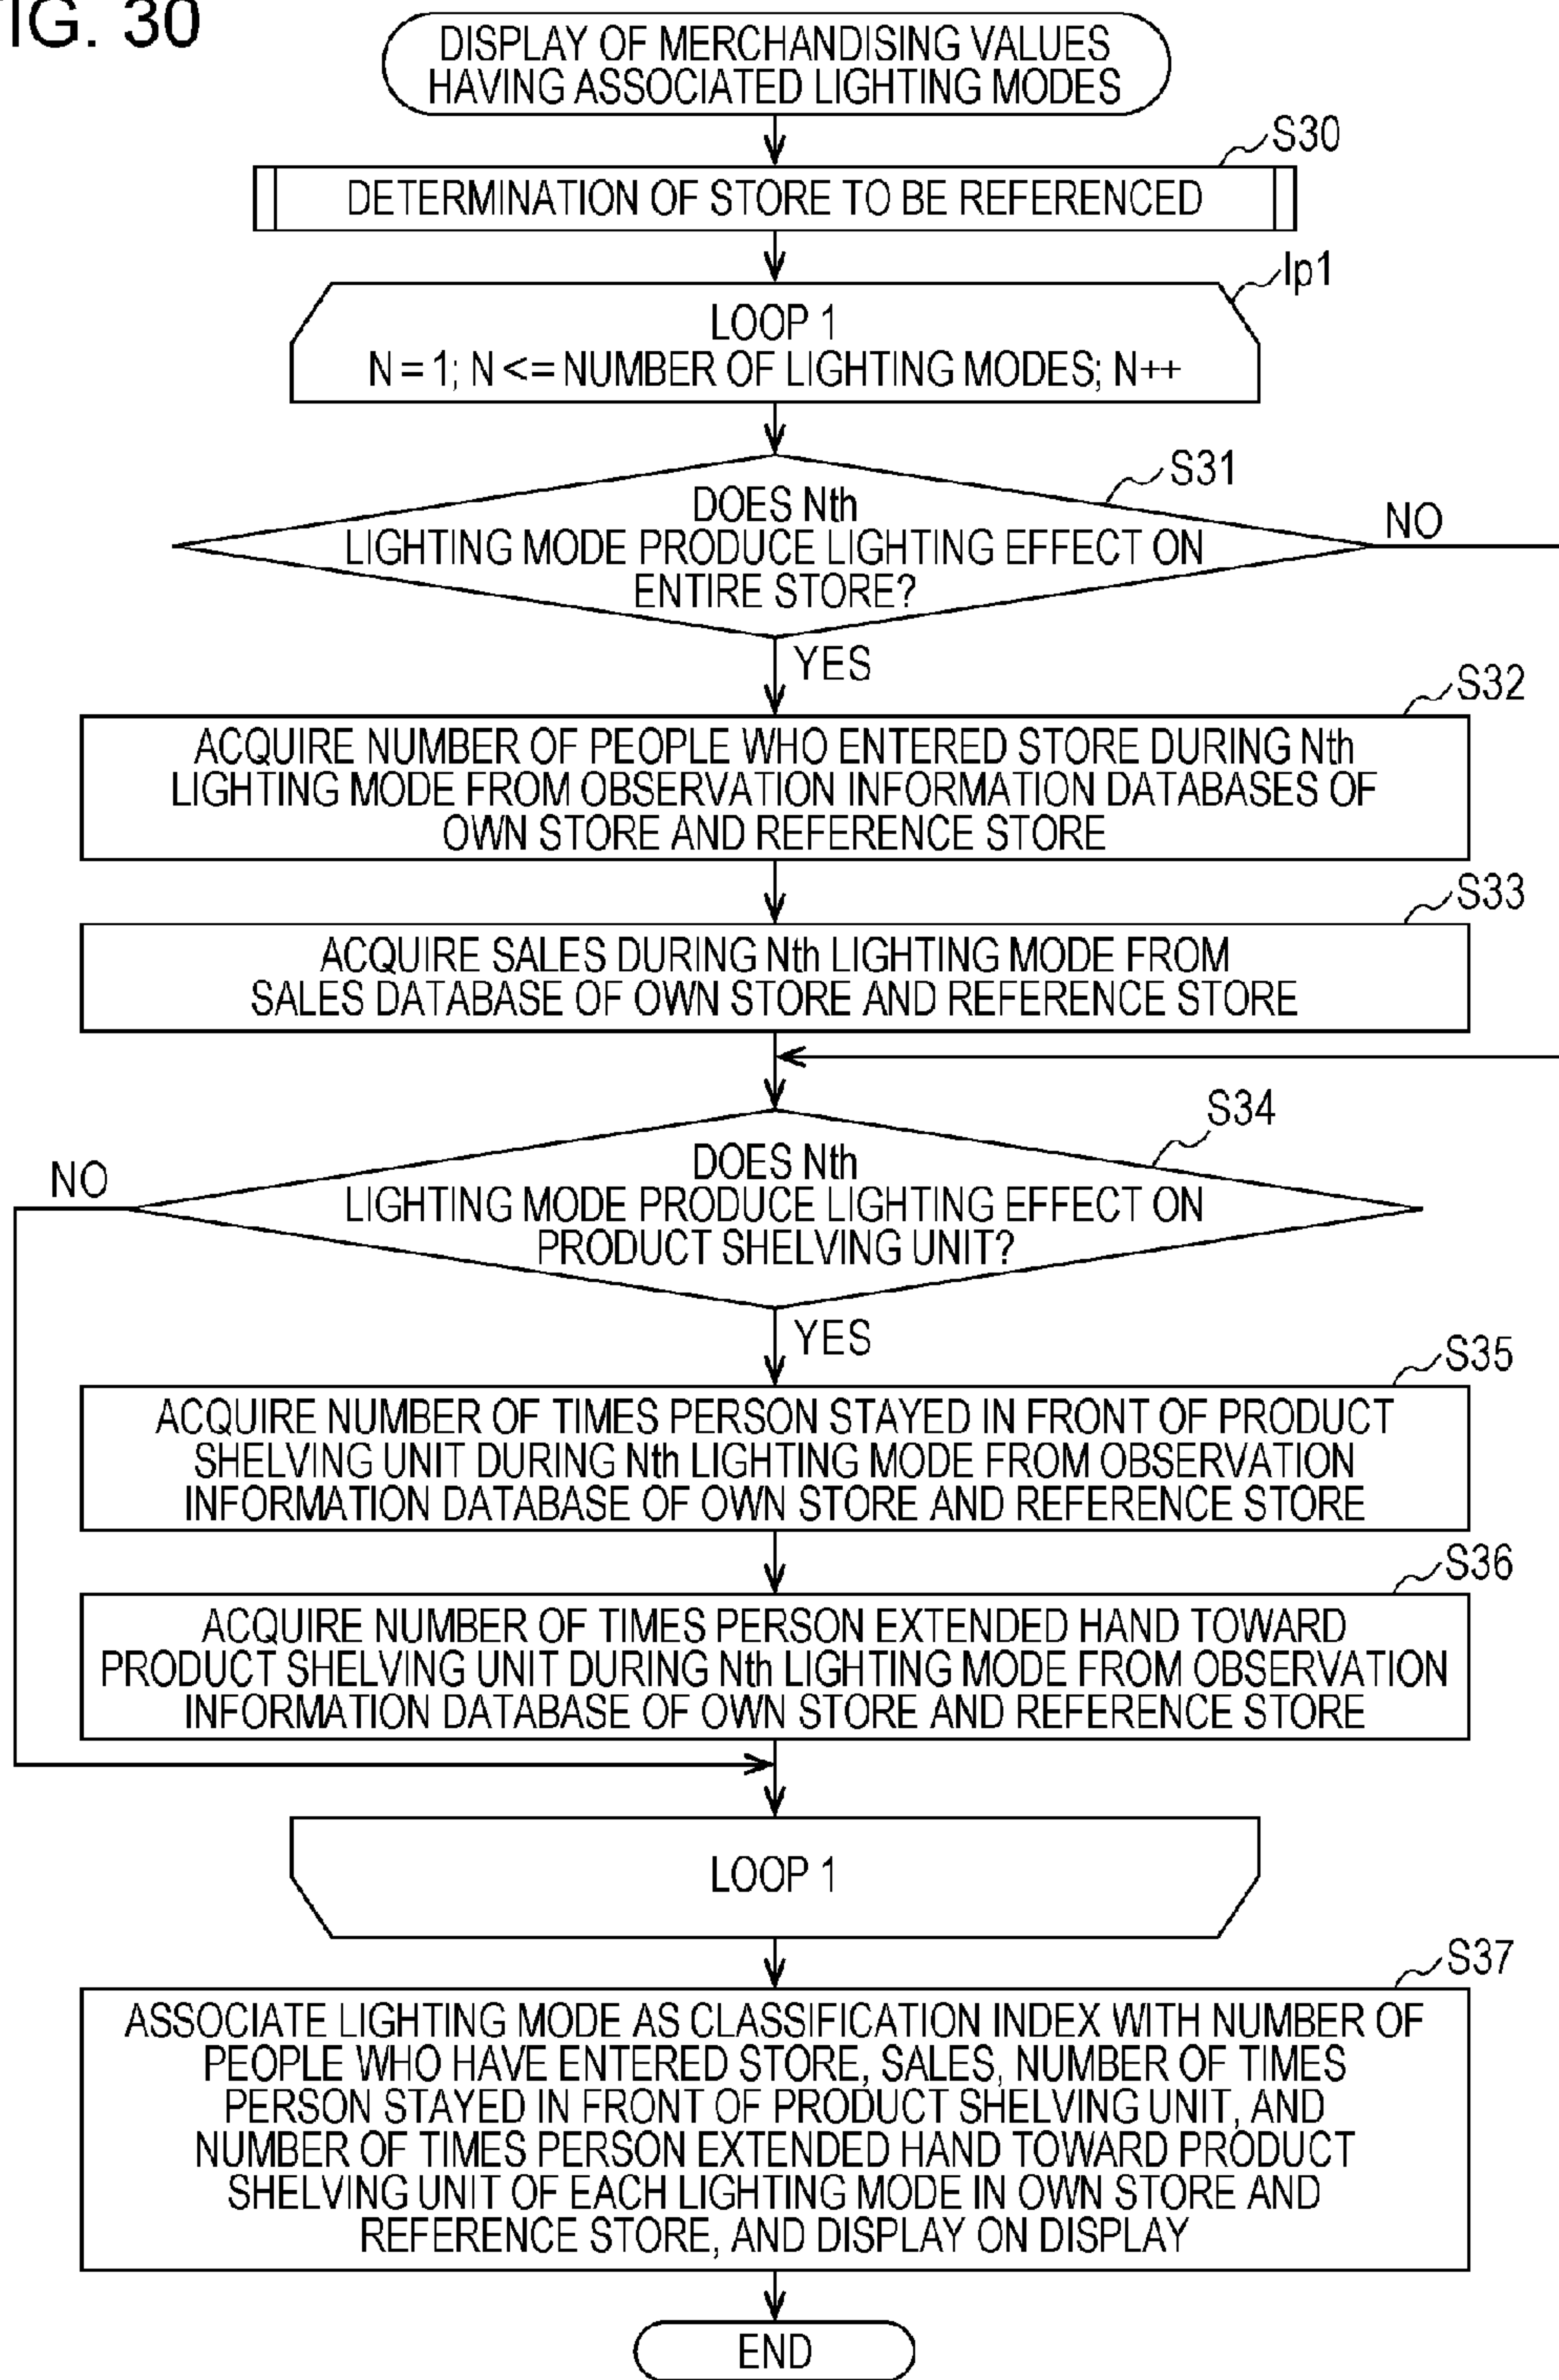 IG. 30
DISPLAY OF MERCHANDISING VALUES
HAVING ASSOCIATED LIGHTING MODES
S30
DETERMINATION OF STORE TO BE REFERENCED
lp1
LOOP 1
N = 1; N <= NUMBER OF LIGHTING MODES; N++
S31
DOES Nth
LIGHTING MODE PRODUCE LIGHTING EFFECT ON
ENTIRE STORE?
NO
YES
S32
ACQUIRE NUMBER OF PEOPLE WHO ENTERED STORE DURING Nth
LIGHTING MODE FROM OBSERVATION INFORMATION DATABASES OF
OWN STORE AND REFERENCE STORE
S33
ACQUIRE SALES DURING Nth LIGHTING MODE FROM
SALES DATABASE OF OWN STORE AND REFERENCE STORE
S34
DOES Nth
LIGHTING MODE PRODUCE LIGHTING EFFECT ON
PRODUCT SHELVING UNIT?
NO
YES
S35
ACQUIRE NUMBER OF TIMES PERSON STAYED IN FRONT OF PRODUCT
SHELVING UNIT DURING Nth LIGHTING MODE FROM OBSERVATION
INFORMATION DATABASE OF OWN STORE AND REFERENCE STORE
S36
ACQUIRE NUMBER OF TIMES PERSON EXTENDED HAND TOWARD
PRODUCT SHELVING UNIT DURING Nth LIGHTING MODE FROM OBSERVATION
INFORMATION DATABASE OF OWN STORE AND REFERENCE STORE
LOOP 1
S37
ASSOCIATE LIGHTING MODE AS CLASSIFICATION INDEX WITH NUMBER OF
PEOPLE WHO HAVE ENTERED STORE, SALES, NUMBER OF TIMES
PERSON STAYED IN FRONT OF PRODUCT SHELVING UNIT, AND
NUMBER OF TIMES PERSON EXTENDED HAND TOWARD PRODUCT
SHELVING UNIT OF EACH LIGHTING MODE IN OWN STORE AND
REFERENCE STORE, AND DISPLAY ON DISPLAY
END